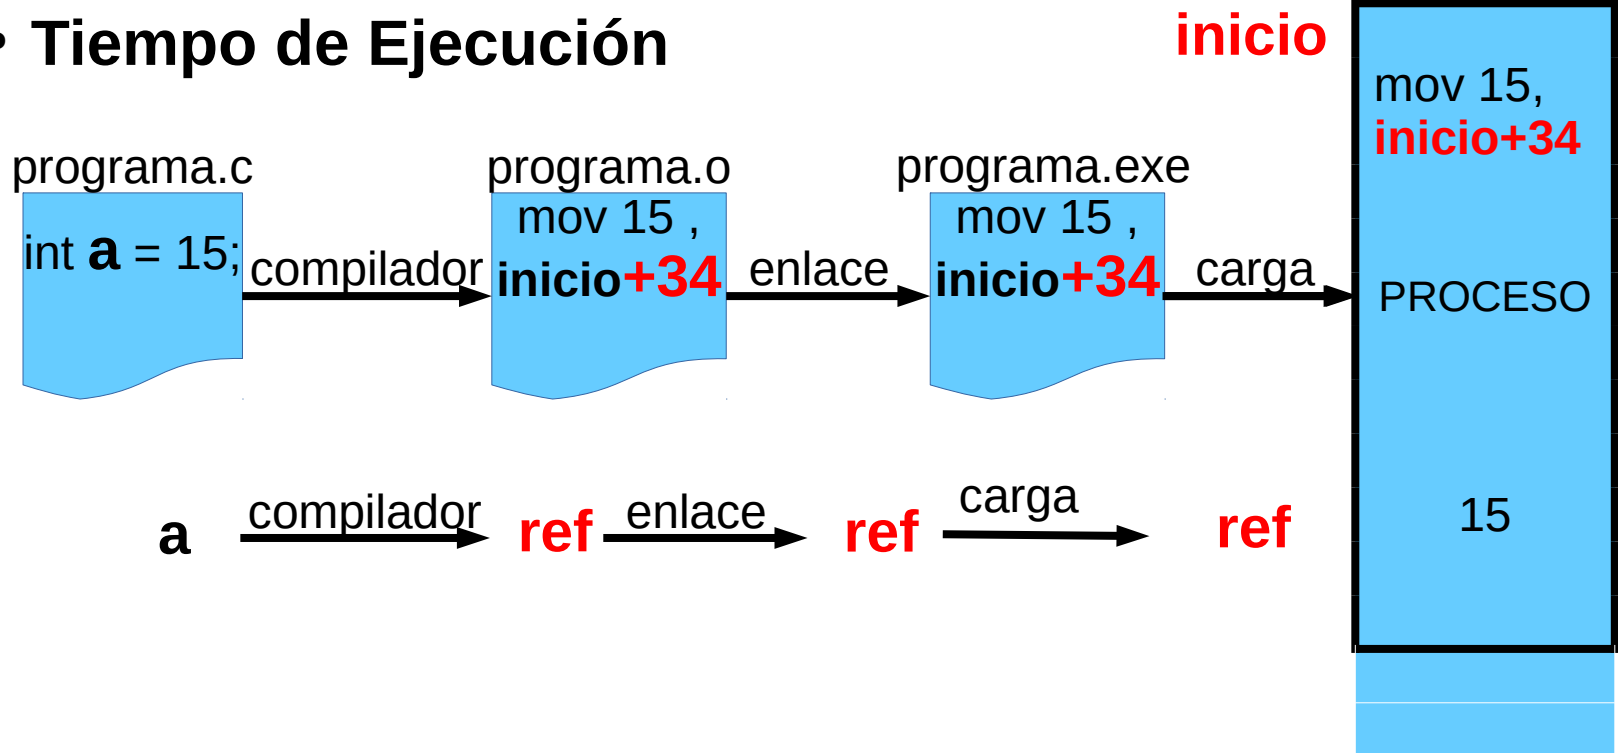 • Tiempo de Ejecución
inicio
programa.c
int a = 15;
compilador
programa.o
mov 15 ,
inicio+34
enlace
programa.exe
mov 15 ,
inicio+34
carga
mov 15,
inicio+34
PROCESO
15
a
compilador
ref
enlace
ref
carga
ref